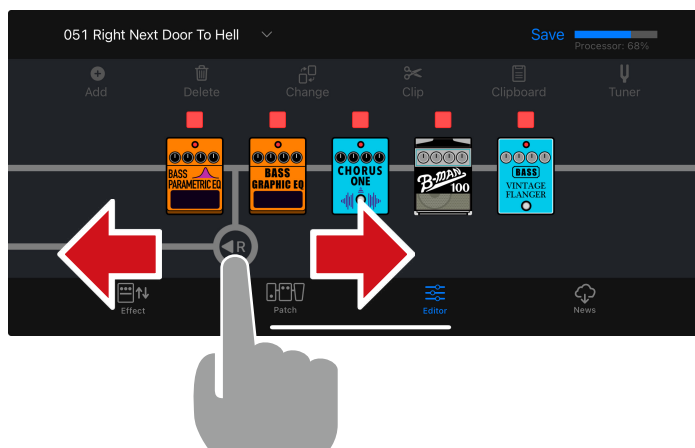 051 Right Next Door To Hell
Save
Processor: 68%
Add
Delete
Change
Clip
Clipboard
Tuner
BASS
PARAMETRIC EQ
BASS
GRAPHIC EQ
CHORUS
ONE
B-MAN
100
BASS
VINTAGE
FLANGER
R
Effect
Patch
Editor
News